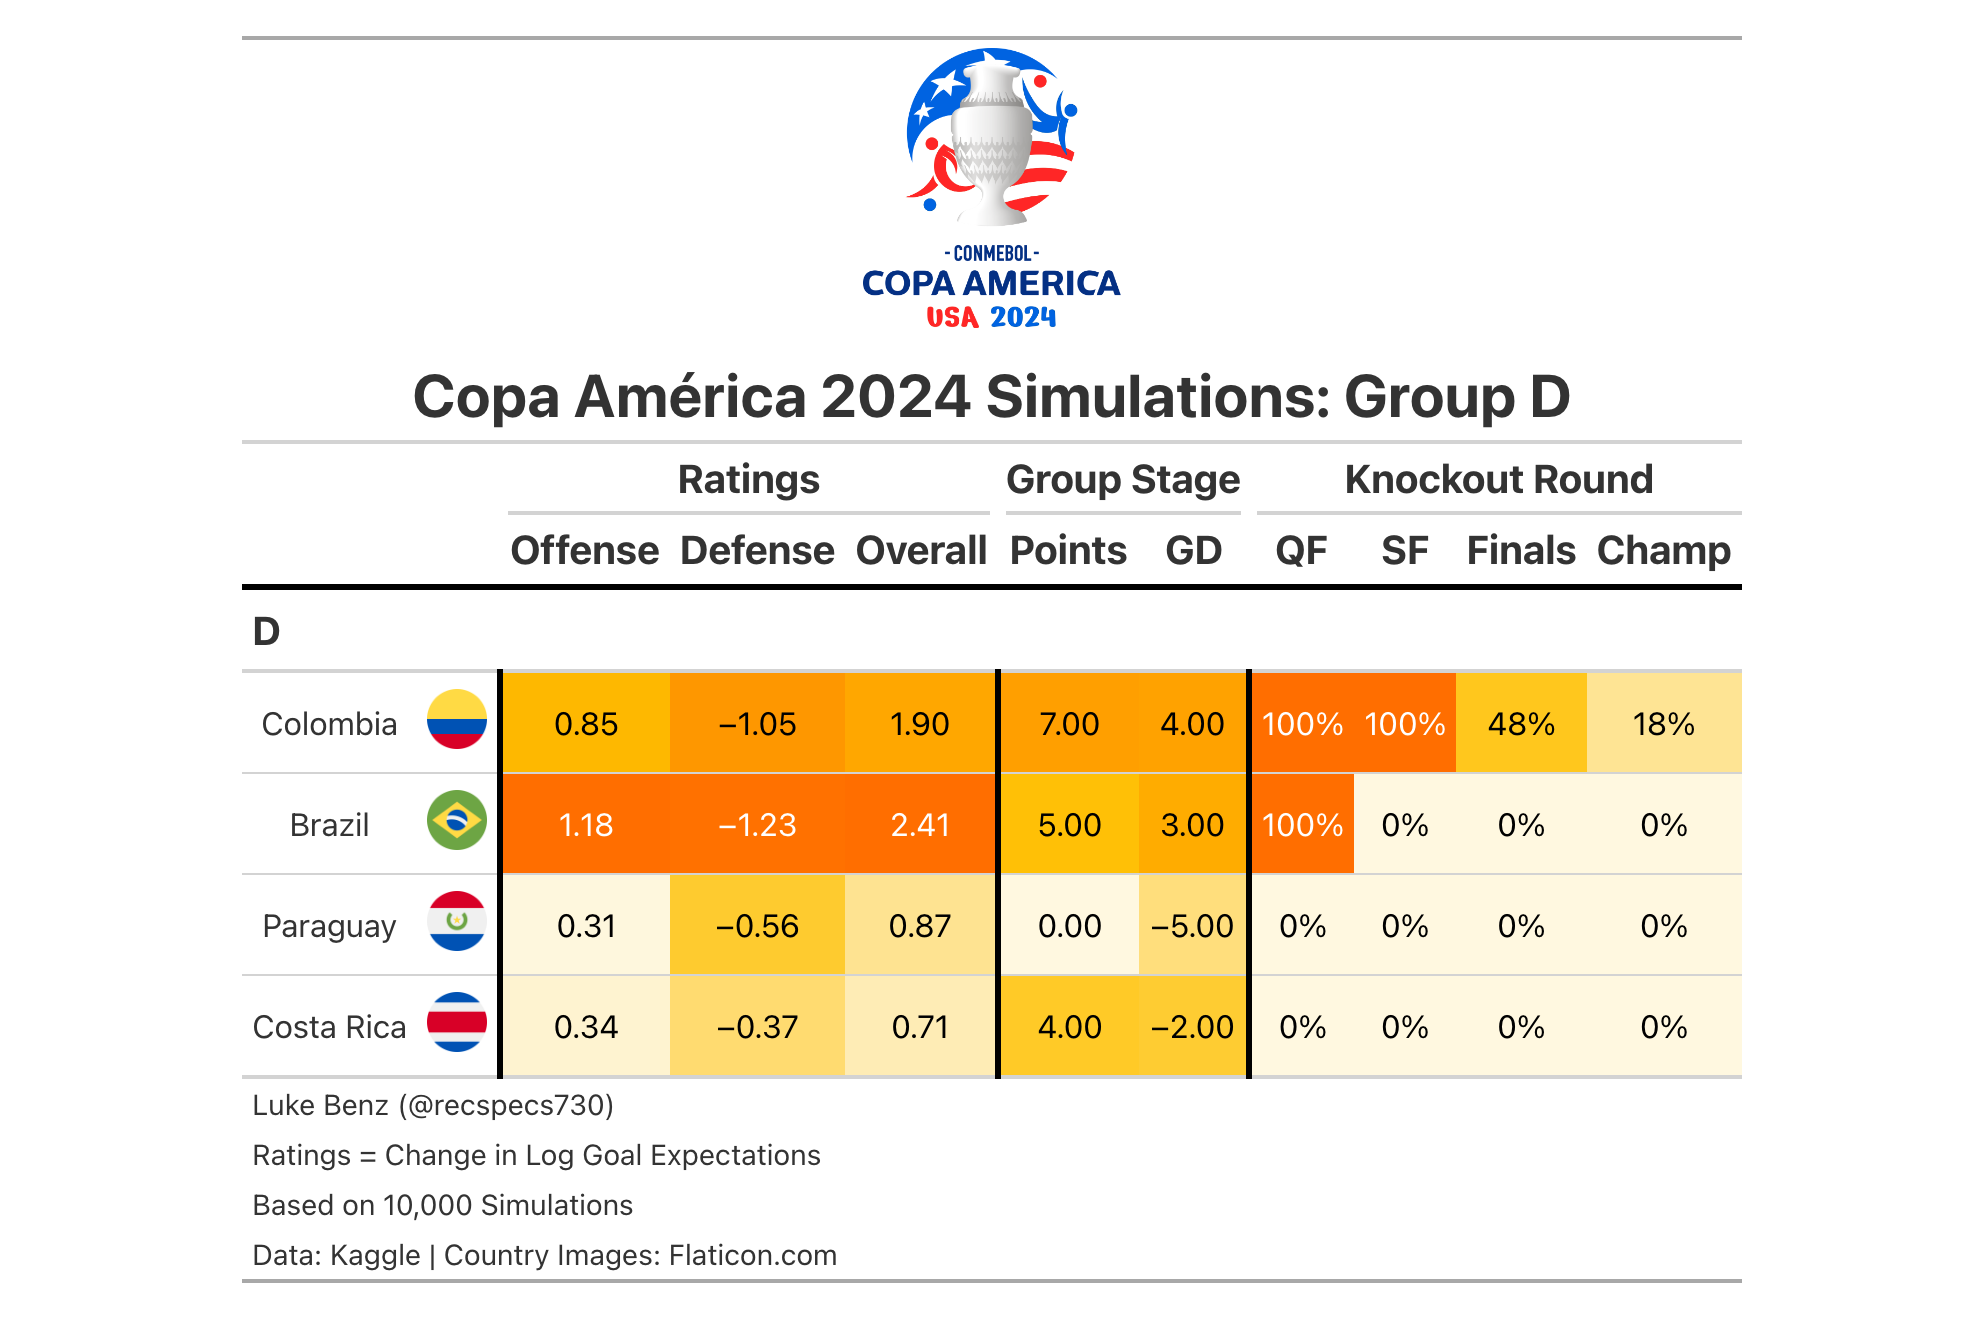 - CONMEBOL -
COPA AMERICA
USA 2024
Copa América 2024 Simulations: Group D
Ratings Group Stage Knockout Round
Offense Defense Overall Points GD QF SF Finals Champ
D
Colombia 0.85 −1.05 1.90 7.00 4.00 100% 100% 48% 18%
Brazil 1.18 −1.23 2.41 5.00 3.00 100% 0% 0% 0%
Paraguay 0.31 −0.56 0.87 0.00 −5.00 0% 0% 0% 0%
Costa Rica 0.34 −0.37 0.71 4.00 −2.00 0% 0% 0% 0%
Luke Benz (@recspecs730)
Ratings = Change in Log Goal Expectations
Based on 10,000 Simulations
Data: Kaggle | Country Images: Flaticon.com